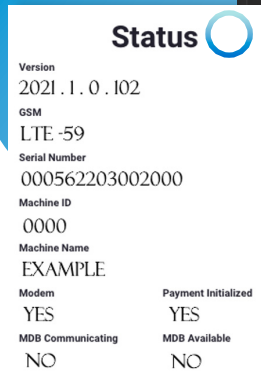 Status
Version
2021.1.0.102
GSM
LTE -59
Serial Number
000562203002000
Machine ID
0000
Machine Name
EXAMPLE
Modem Payment Initialized
YES YES
MDB Communicating MDB Available
NO NO